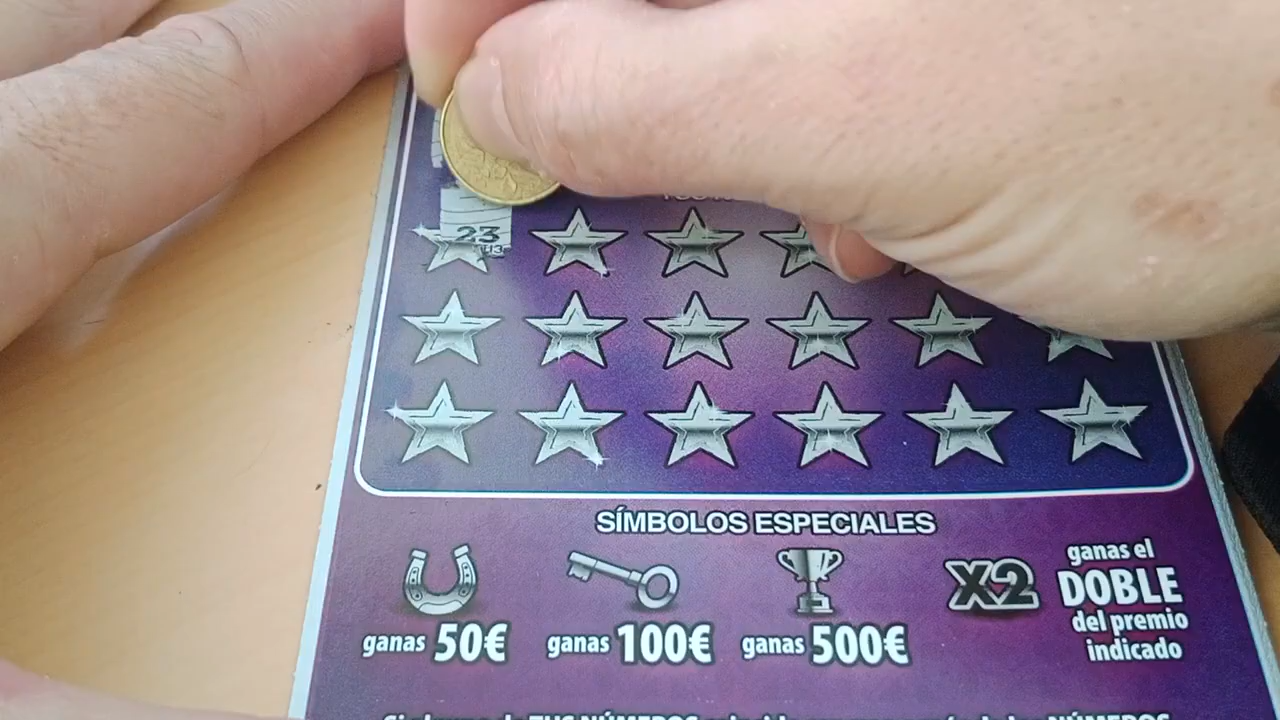 23
SÍMBOLOS ESPECIALES
ganas 50€
ganas 100€
ganas 500€
X2
ganas el
DOBLE
del premio
indicado